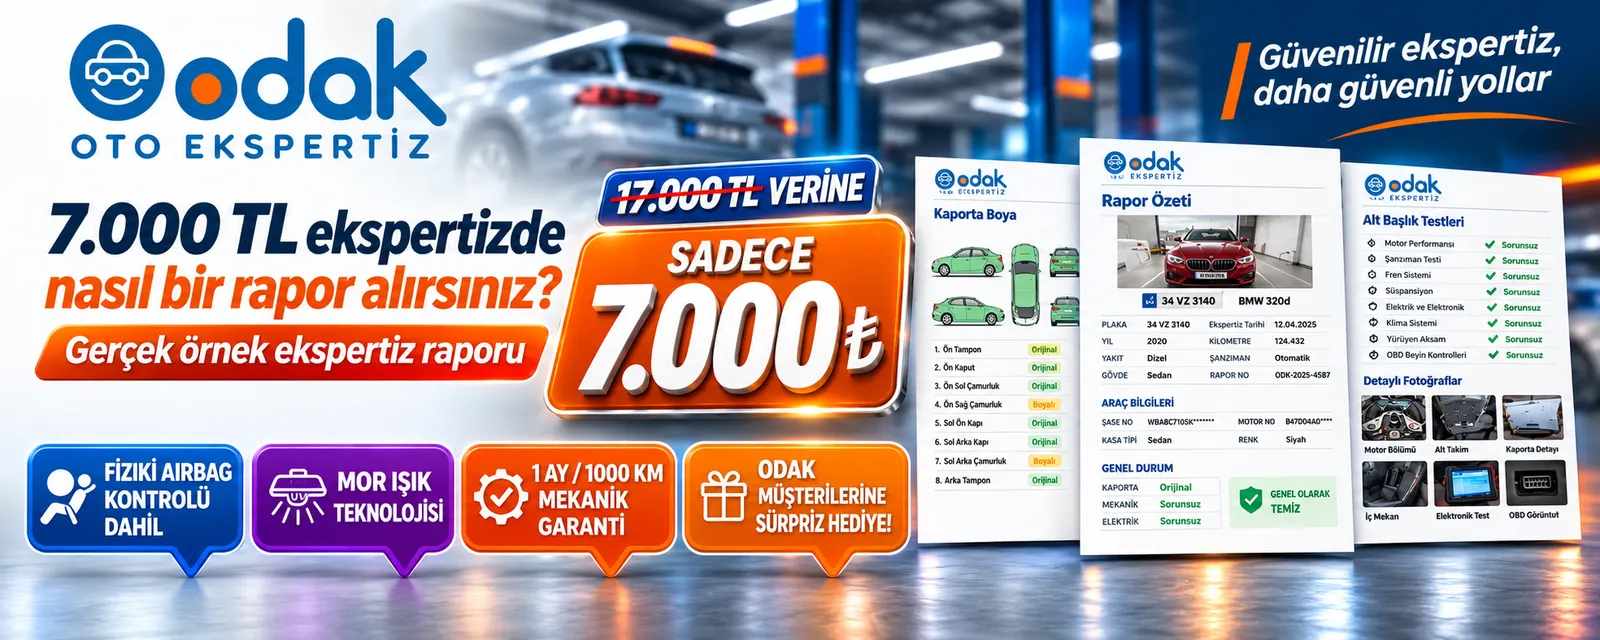 odak
OTO EKSPERTİZ
7.000 TL ekspertizde
nasıl bir rapor alırsınız?
Gerçek örnek ekspertiz raporu
17.000 TL YERİNE
SADECE
7.000 ₺
Güvenilir ekspertiz,
daha güvenli yollar
FİZİKİ AIRBAG
KONTROLÜ
DAHİL
UV
MOR IŞIK
TEKNOLOJİSİ
1 AY / 1000 KM
MEKANİK
GARANTİ
ODAK
MÜŞTERİLERİNE
SÜRPRİZ HEDİYE!
odak
OTO EKSPERTİZ
Kaporta Boya
1. Ön Tampon Orijinal
2. Ön Kaput Orijinal
3. Ön Sol Çamurluk Orijinal
4. Ön Sağ Çamurluk Boyalı
5. Sol Ön Kapı Orijinal
6. Sol Arka Kapı Orijinal
7. Sol Arka Çamurluk Boyalı
8. Arka Tampon Orijinal
odak
OTO EKSPERTİZ
Rapor Özeti
34 VZ 3140 BMW 320d
PLAKA 34 VZ 3140 Ekspertiz Tarihi 12.04.2025
YIL 2020 KİLOMETRE 124.432
YAKIT Dizel ŞANZIMAN Otomatik
GÖVDE Sedan RAPOR NO ODK-2025-4587
ARAÇ BİLGİLERİ
ŞASE NO WBA8C7105K******* MOTOR NO B47D04A0****
KASA TİPİ Sedan RENK Siyah
GENEL DURUM
KAPORTA Orijinal
MEKANİK Sorunsuz
ELEKTRİK Sorunsuz
GENEL OLARAK
TEMİZ
odak
OTO EKSPERTİZ
Alt Başlık Testleri
Motor Performansı Sorunsuz
Şanzıman Testi Sorunsuz
Fren Sistemi Sorunsuz
Süspansiyon Sorunsuz
Elektrik ve Elektronik Sorunsuz
Klima Sistemi Sorunsuz
Yürüyen Aksam Sorunsuz
OBD Beyin Kontrolleri Sorunsuz
Detaylı Fotoğraflar
Motor Bölümü Alt Takim Kaporta Detayı
İç Mekan Elektronik Test OBD Görüntut